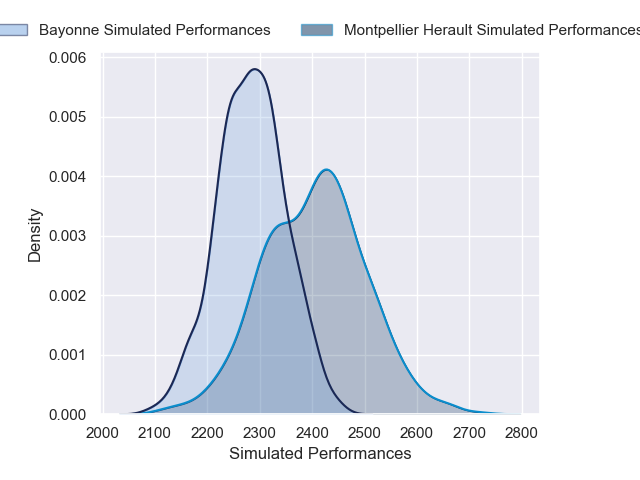 Bayonne Simulated Performances
Montpellier Herault Simulated Performances
0.006
0.005
0.004
0.003
0.002
0.001
0.000
Density
2000 2100 2200 2300 2400 2500 2600 2700 2800
Simulated Performances